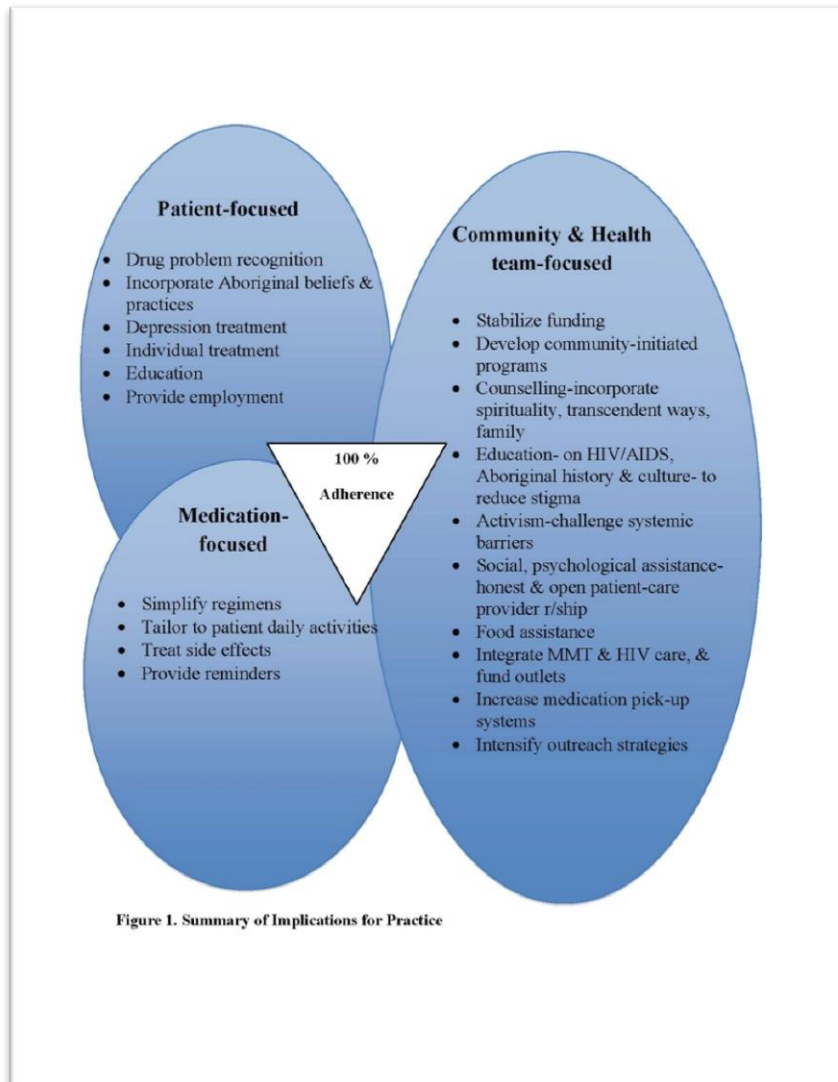 Patient-focused
• Drug problem recognition
• Incorporate Aboriginal beliefs &
practices
• Depression treatment
• Individual treatment
• Education
• Provide employment
Community & Health
team-focused
• Stabilize funding
• Develop community-initiated
programs
• Counselling-incorporate
spirituality, transcendent ways,
family
• Education- on HIV/AIDS,
Aboriginal history & culture- to
reduce stigma
• Activism-challenge systemic
barriers
• Social, psychological assistance-
honest & open patient-care
provider r/ship
• Food assistance
• Integrate MMT & HIV care, &
fund outlets
• Increase medication pick-up
systems
• Intensify outreach strategies
100 %
Adherence
Medication-
focused
• Simplify regimens
• Tailor to patient daily activities
• Treat side effects
• Provide reminders
Figure 1. Summary of Implications for Practice